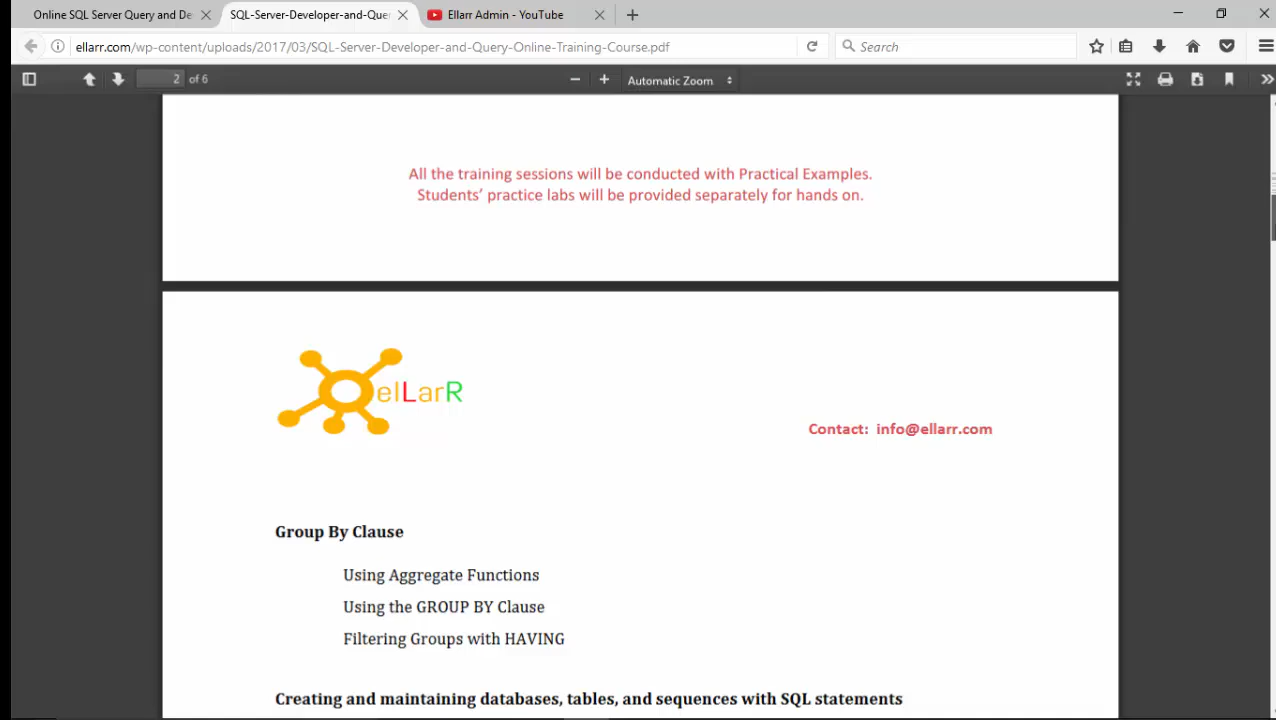 Online SQL Server Query and De
SQL-Server-Developer-and-Que
Ellarr Admin - YouTube
ellarr.com/wp-content/uploads/2017/03/SQL-Server-Developer-and-Query-Online-Training-Course.pdf
Search
2 of 6
Automatic Zoom
All the training sessions will be conducted with Practical Examples.
Students’ practice labs will be provided separately for hands on.
elLarR
Contact: info@ellarr.com
Group By Clause
Using Aggregate Functions
Using the GROUP BY Clause
Filtering Groups with HAVING
Creating and maintaining databases, tables, and sequences with SQL statements